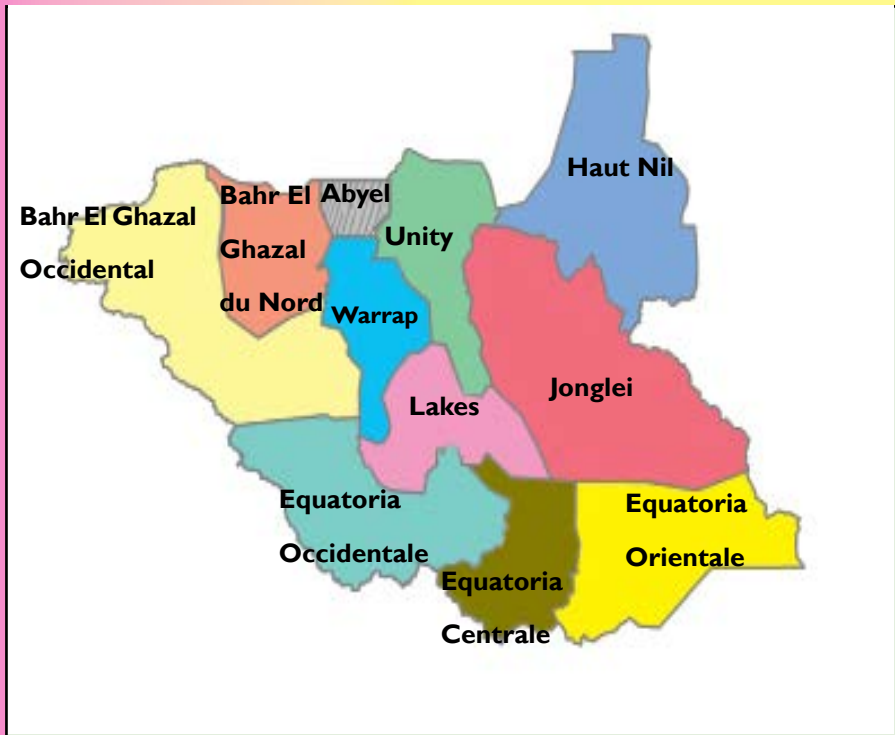 Haut Nil
Bahr El Ghazal
Occidental
Bahr El
Ghazal
du Nord
Abyel
Unity
Warrap
Lakes
Jonglei
Equatoria
Occidentale
Equatoria
Centrale
Equatoria
Orientale